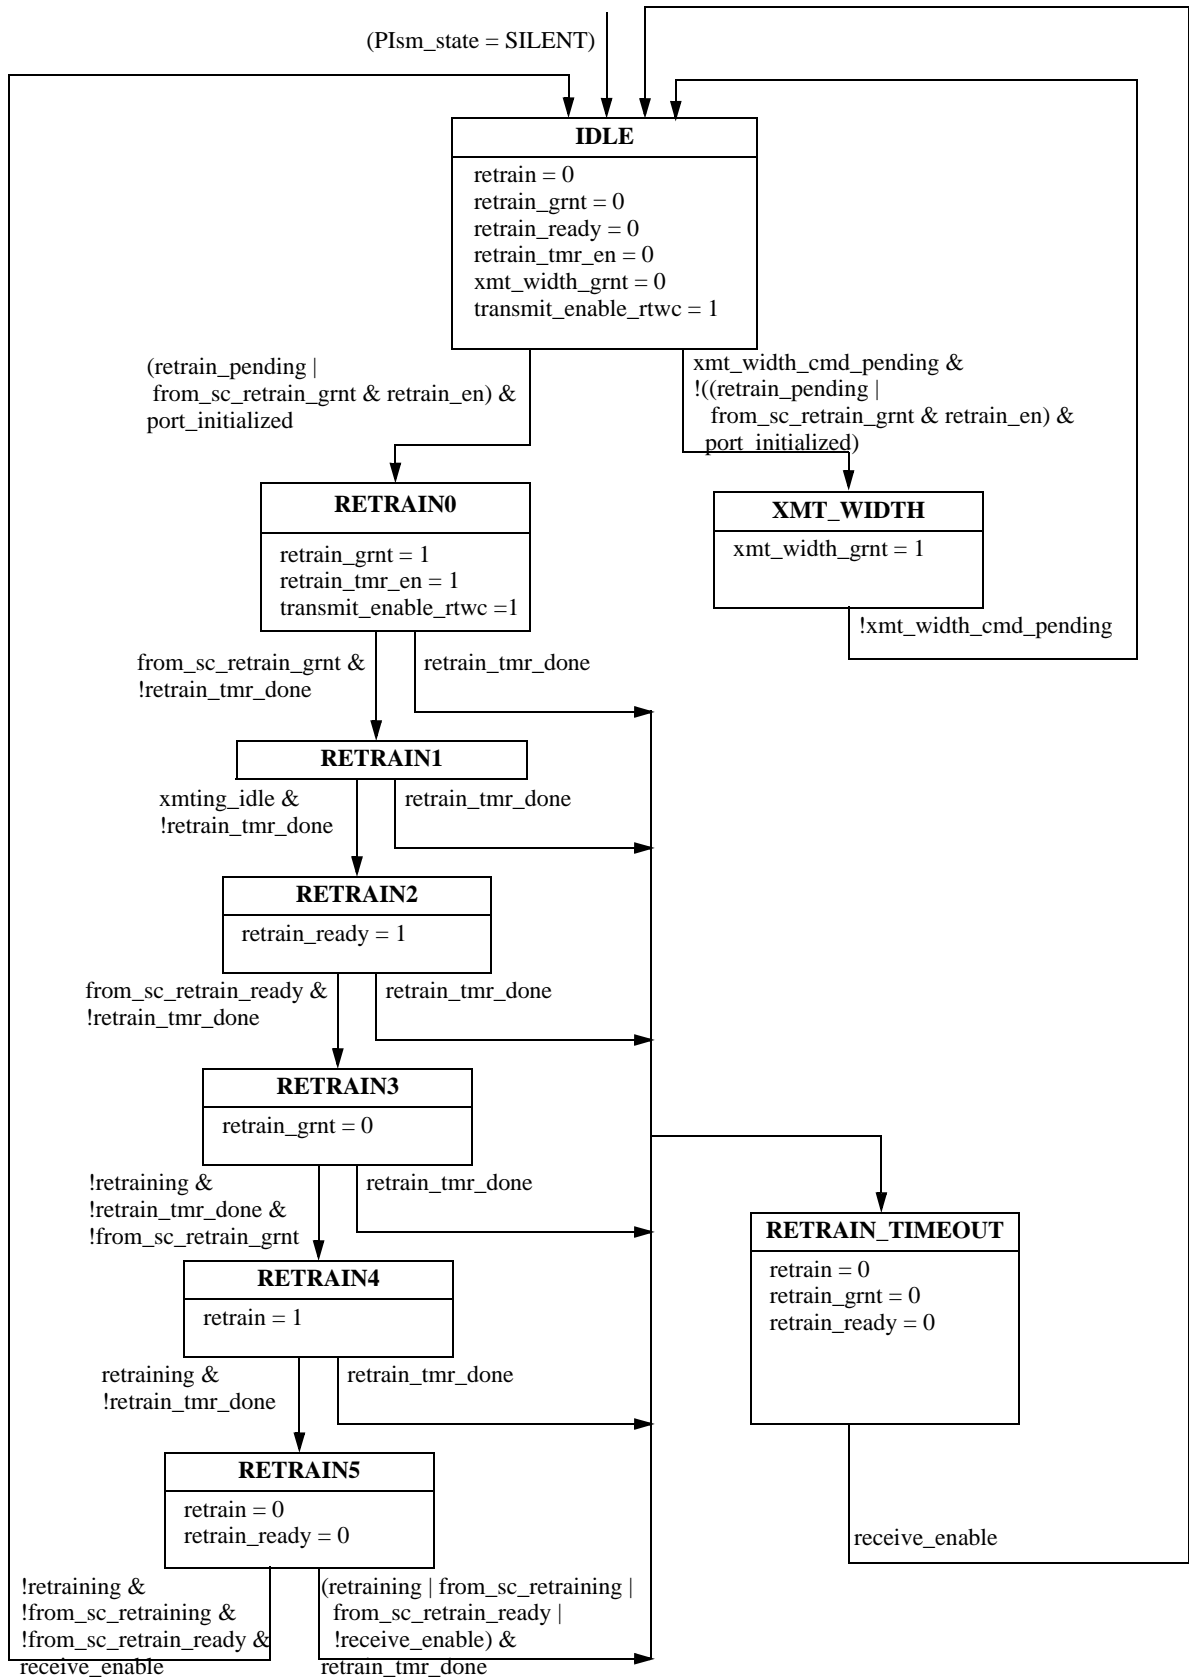 (PIsm_state = SILENT)
IDLE
retrain = 0
retrain_grnt = 0
retrain_ready = 0
retrain_tmr_en = 0
xmt_width_grnt = 0
transmit_enable_rtwc = 1
(retrain_pending |
from_sc_retrain_grnt & retrain_en) &
port_initialized
xmt_width_cmd_pending &
!((retrain_pending |
from_sc_retrain_grnt & retrain_en) &
port_initialized)
RETRAIN0
retrain_grnt = 1
retrain_tmr_en = 1
transmit_enable_rtwc =1
XMT_WIDTH
xmt_width_grnt = 1
!xmt_width_cmd_pending
from_sc_retrain_grnt &
!retrain_tmr_done
retrain_tmr_done
RETRAIN1
xmting_idle &
!retrain_tmr_done
retrain_tmr_done
RETRAIN2
retrain_ready = 1
from_sc_retrain_ready &
!retrain_tmr_done
retrain_tmr_done
RETRAIN3
retrain_grnt = 0
!retraining &
!retrain_tmr_done &
!from_sc_retrain_grnt
retrain_tmr_done
RETRAIN_TIMEOUT
retrain = 0
retrain_grnt = 0
retrain_ready = 0
RETRAIN4
retrain = 1
retraining &
!retrain_tmr_done
retrain_tmr_done
RETRAIN5
retrain = 0
retrain_ready = 0
receive_enable
!retraining &
!from_sc_retraining &
!from_sc_retrain_ready &
receive_enable
(retraining | from_sc_retraining |
from_sc_retrain_ready |
!receive_enable) &
retrain_tmr_done